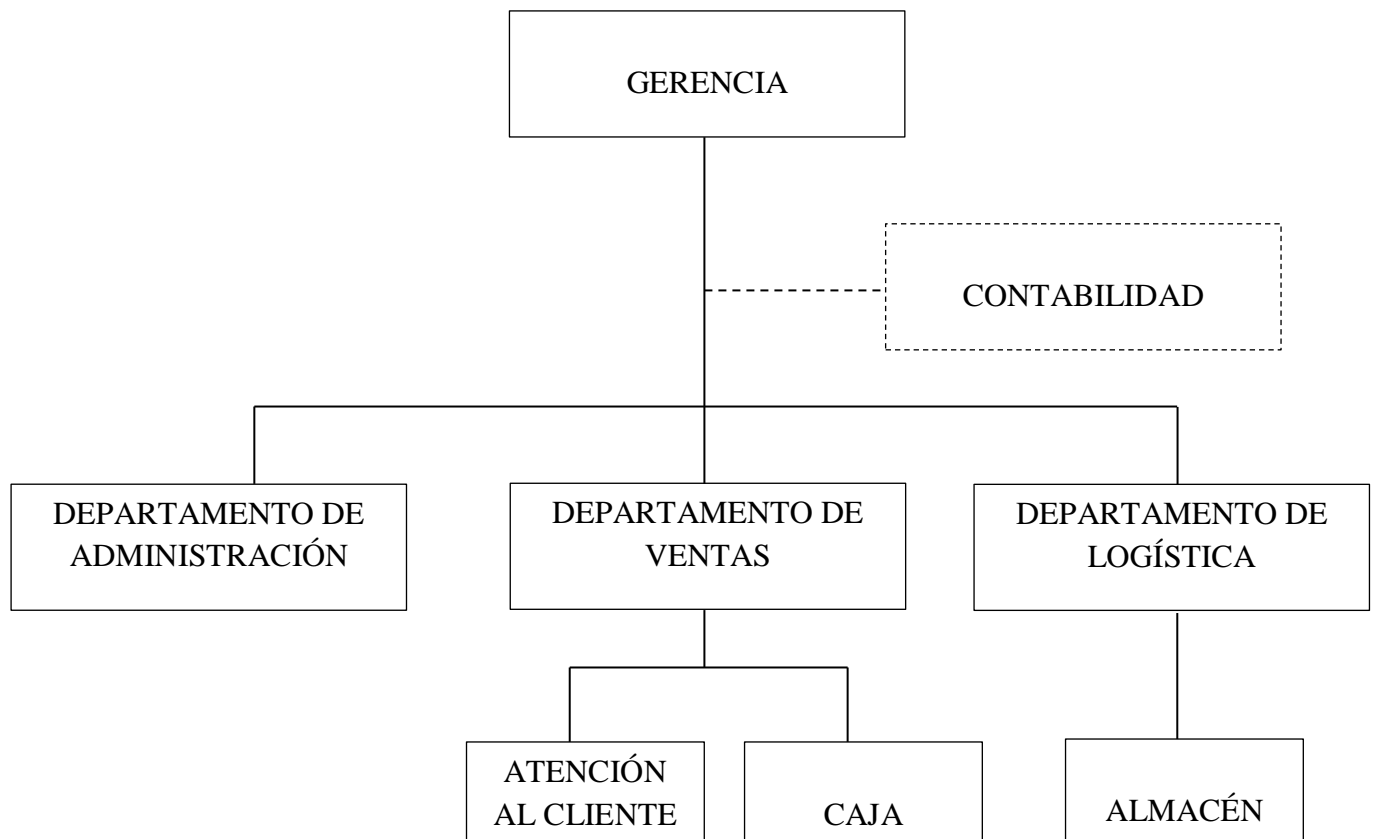 GERENCIA
CONTABILIDAD
DEPARTAMENTO DE
ADMINISTRACIÓN
DEPARTAMENTO DE
VENTAS
DEPARTAMENTO DE
LOGÍSTICA
ATENCIÓN
AL CLIENTE
CAJA
ALMACÉN